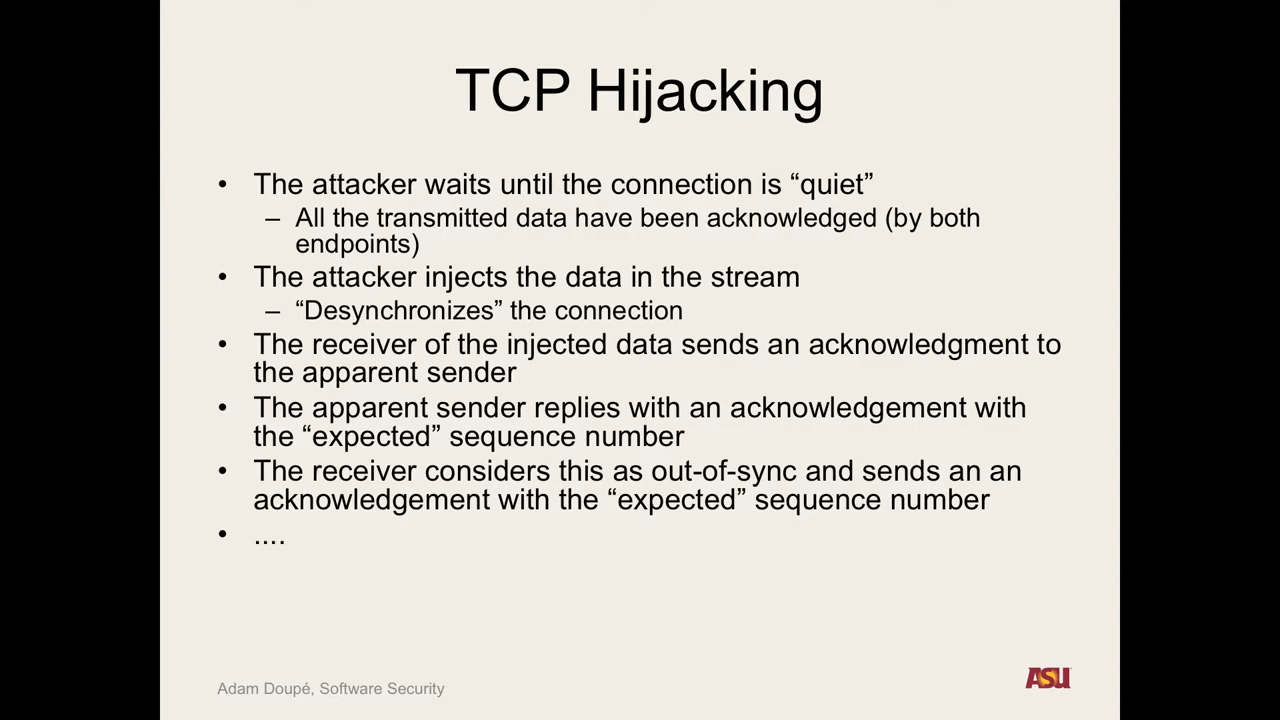 TCP Hijacking
• The attacker waits until the connection is “quiet”
– All the transmitted data have been acknowledged (by both
endpoints)
• The attacker injects the data in the stream
– “Desynchronizes” the connection
• The receiver of the injected data sends an acknowledgment to
the apparent sender
• The apparent sender replies with an acknowledgement with
the “expected” sequence number
• The receiver considers this as out-of-sync and sends an an
acknowledgement with the “expected” sequence number
• ....
Adam Doupé, Software Security
ASU